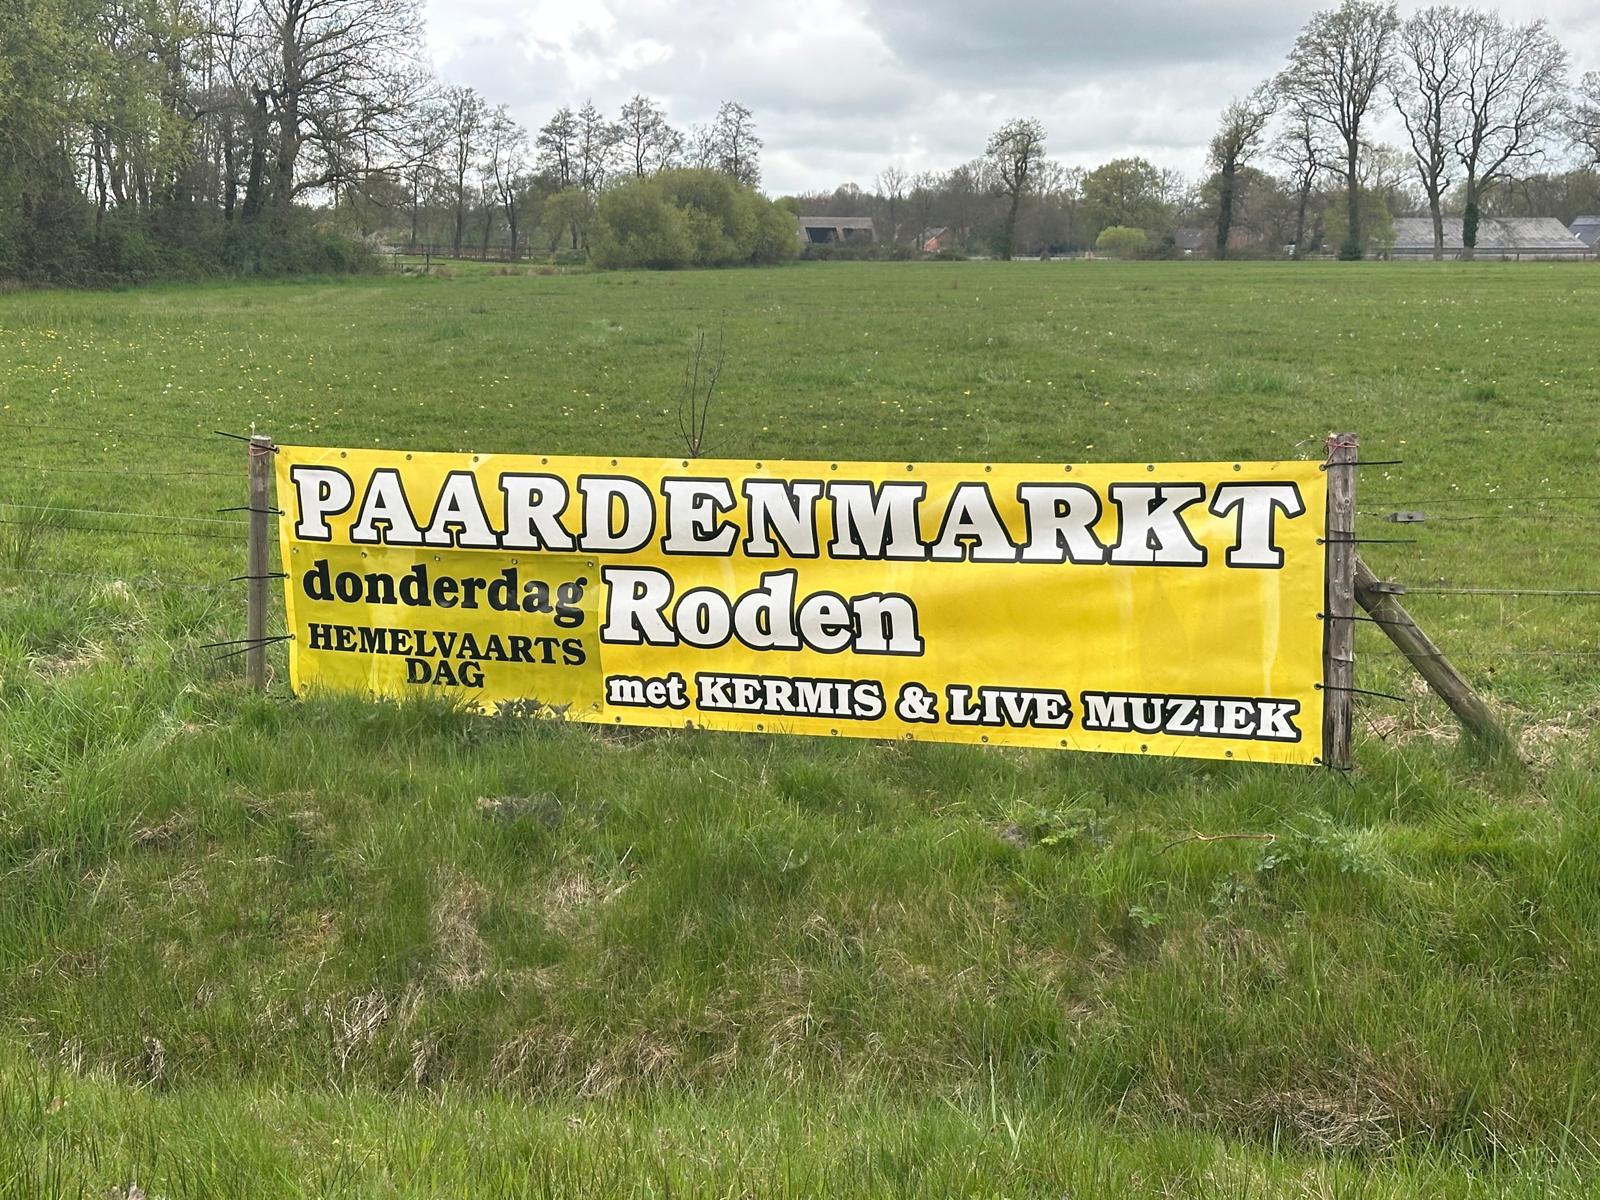 PAARDENMARKT
donderdag Roden
HEMELVAARTS
DAG
met KERMIS & LIVE MUZIEK